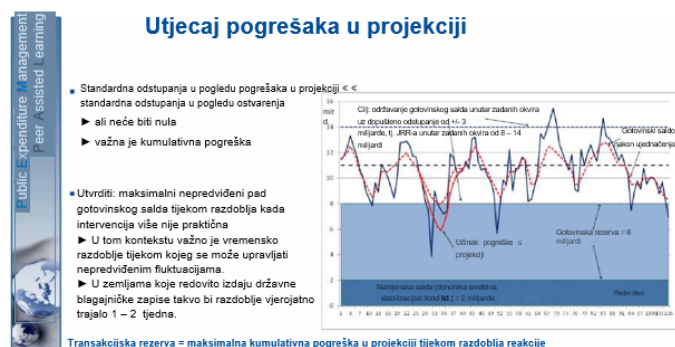 Public Expenditure Management
Peer Assisted Learning
Utjecaj pogrešaka u projekciji
Standardna odstupanja u pogledu pogrešaka u projekciji < <
standardna odstupanja u pogledu ostvarenja
► ali neće biti nula
► važna je kumulativna pogreška
Utvrditi: maksimalni nepredviđeni pad
gotovinskog salda tijekom razdoblja kada
intervencija više nije praktična
► U tom kontekstu važno je vremensko
razdoblje tijekom kojeg se može upravljati
nepredviđenim fluktuacijama.
► U zemljama koje redovito izdaju državne
blagajničke zapise takvo bi razdoblje vjerojatno
trajalo 1 – 2 tjedna.
mlr
d.
16
14
12
10
8
6
4
2
0
Cilj: održavanje gotovinskog salda unutar zadanih okvira
uz dopušteno odstupanje od +/- 3
milijarde, tj. JRR-a unutar zadanih okvira od 8 – 14
milijardi
Gotovinski saldo
nakon ujednačenja
Učinak pogreške u
projekciji
Gotovinska rezerva = 6
milijardi
Namjenska salda (donorska sredstva,
stabilizacijski fond itd.) = 2 milijarde
Radni dani
Transakcijska rezerva = maksimalna kumulativna pogreška u projekciji tijekom razdoblja reakcije